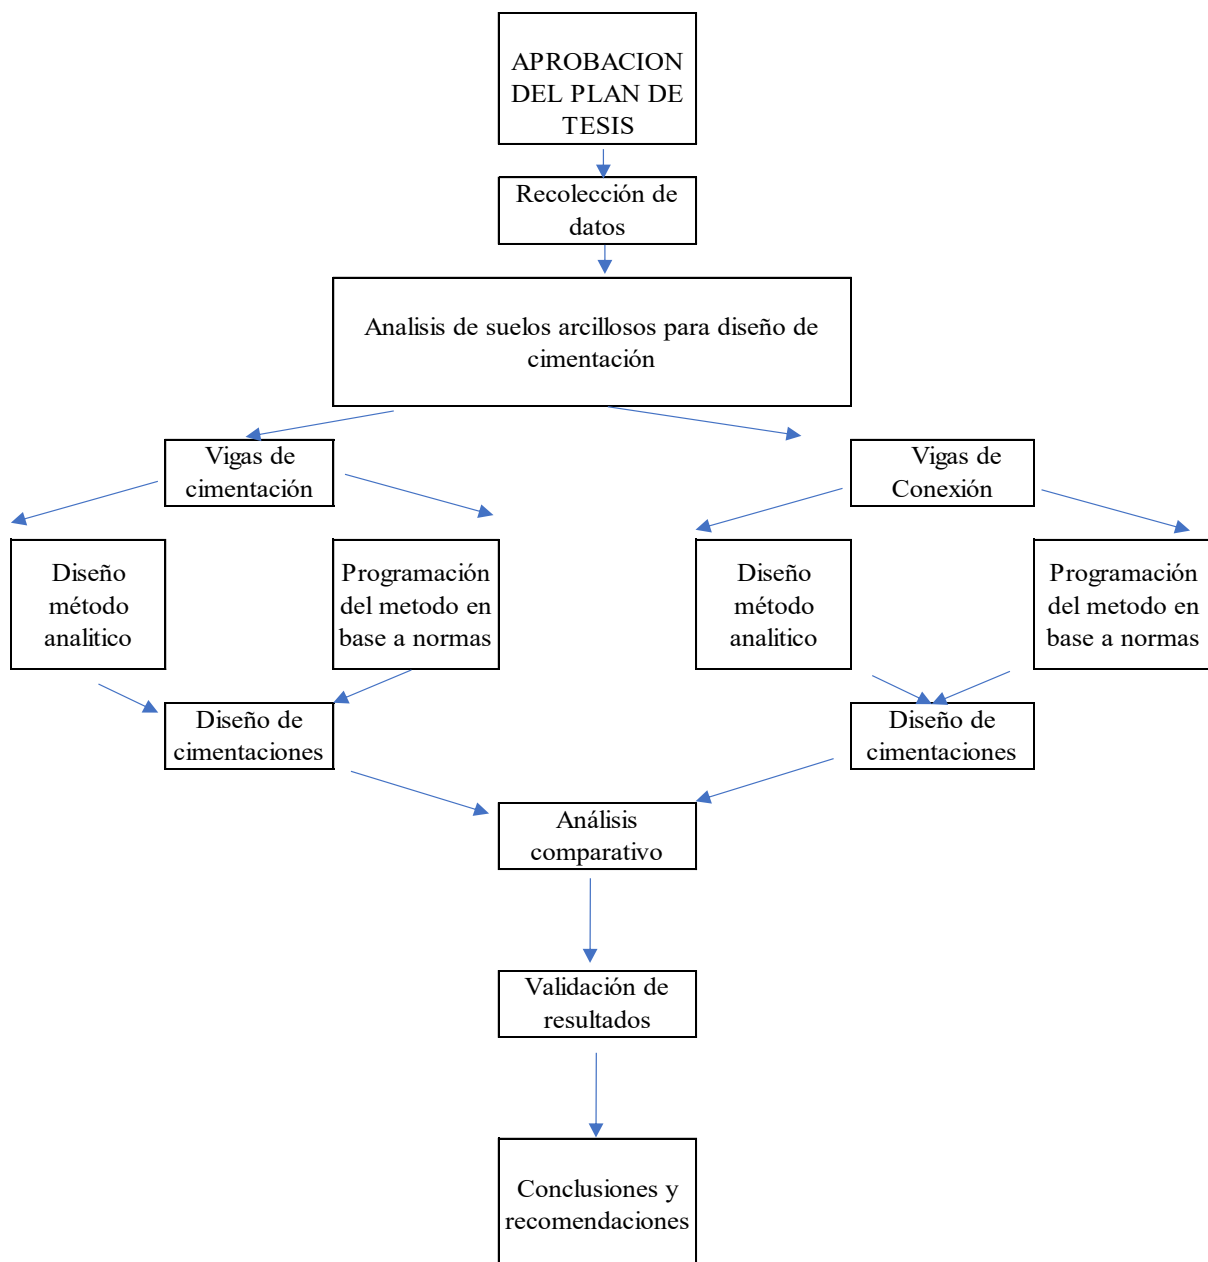 APROBACION
DEL PLAN DE
TESIS
Recolección de
datos
Analisis de suelos arcillosos para diseño de
cimentación
Vigas de
cimentación
Vigas de
Conexión
Diseño
método
analitico
Programación
del metodo en
base a normas
Diseño
método
analitico
Programación
del metodo en
base a normas
Diseño de
cimentaciones
Diseño de
cimentaciones
Análisis
comparativo
Validación de
resultados
Conclusiones y
recomendaciones